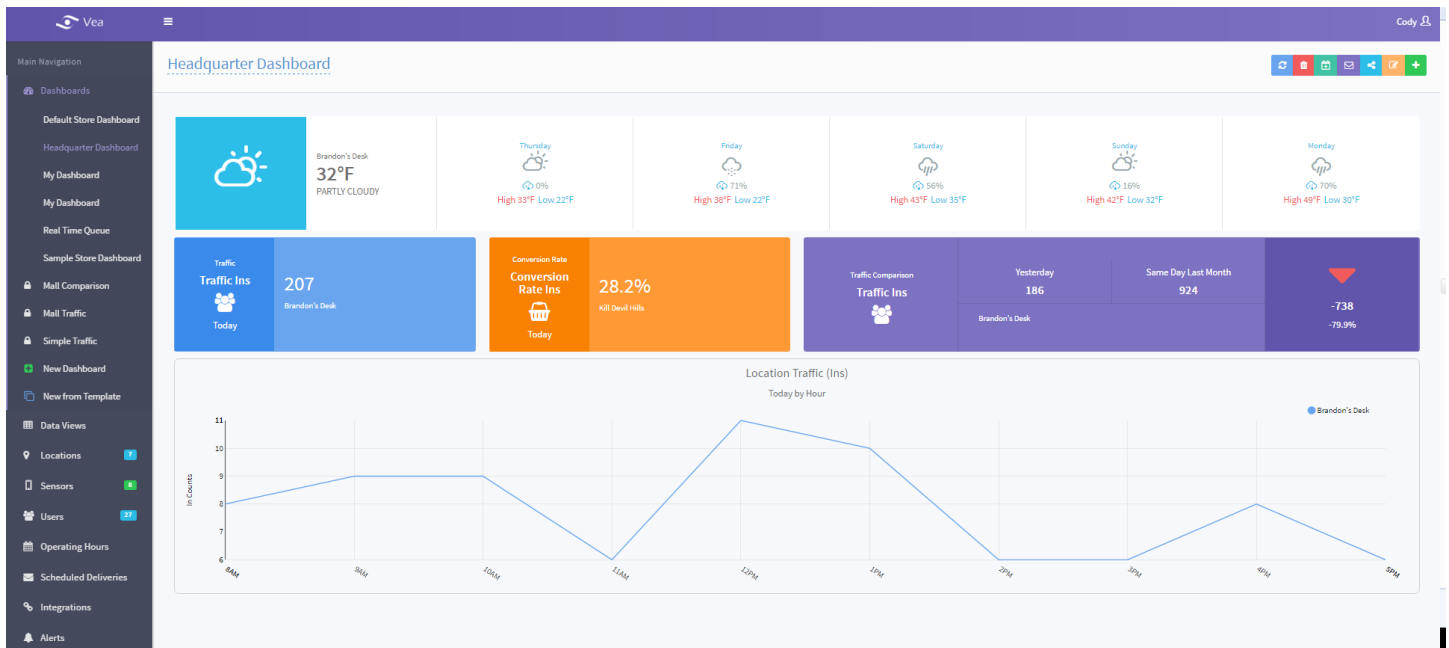 Vea
Cody
Main Navigation
Dashboards
Default Store Dashboard
Headquarter Dashboard
My Dashboard
My Dashboard
Real Time Queue
Sample Store Dashboard
Mall Comparison
Mall Traffic
Simple Traffic
New Dashboard
New from Template
Data Views
Locations 7
Sensors 8
Users 27
Operating Hours
Scheduled Deliveries
Integrations
Alerts
Headquarter Dashboard
Brandon's Desk
32°F
PARTLY CLOUDY
Thursday
0%
High 33°F Low 22°F
Friday
71%
High 38°F Low 22°F
Saturday
56%
High 43°F Low 35°F
Sunday
16%
High 42°F Low 32°F
Monday
70%
High 49°F Low 30°F
Traffic
Traffic Ins
Today
207
Brandon's Desk
Conversion Rate
Conversion
Rate Ins
Today
28.2%
Kill Devil Hills
Traffic Comparison
Traffic Ins
Yesterday
186
Same Day Last Month
924
Brandon's Desk
-738
-79.9%
Location Traffic (Ins)
Today by Hour
Brandon's Desk
In Counts
11
10
9
8
7
6
8AM
9AM
10AM
11AM
12PM
1PM
2PM
3PM
4PM
5PM